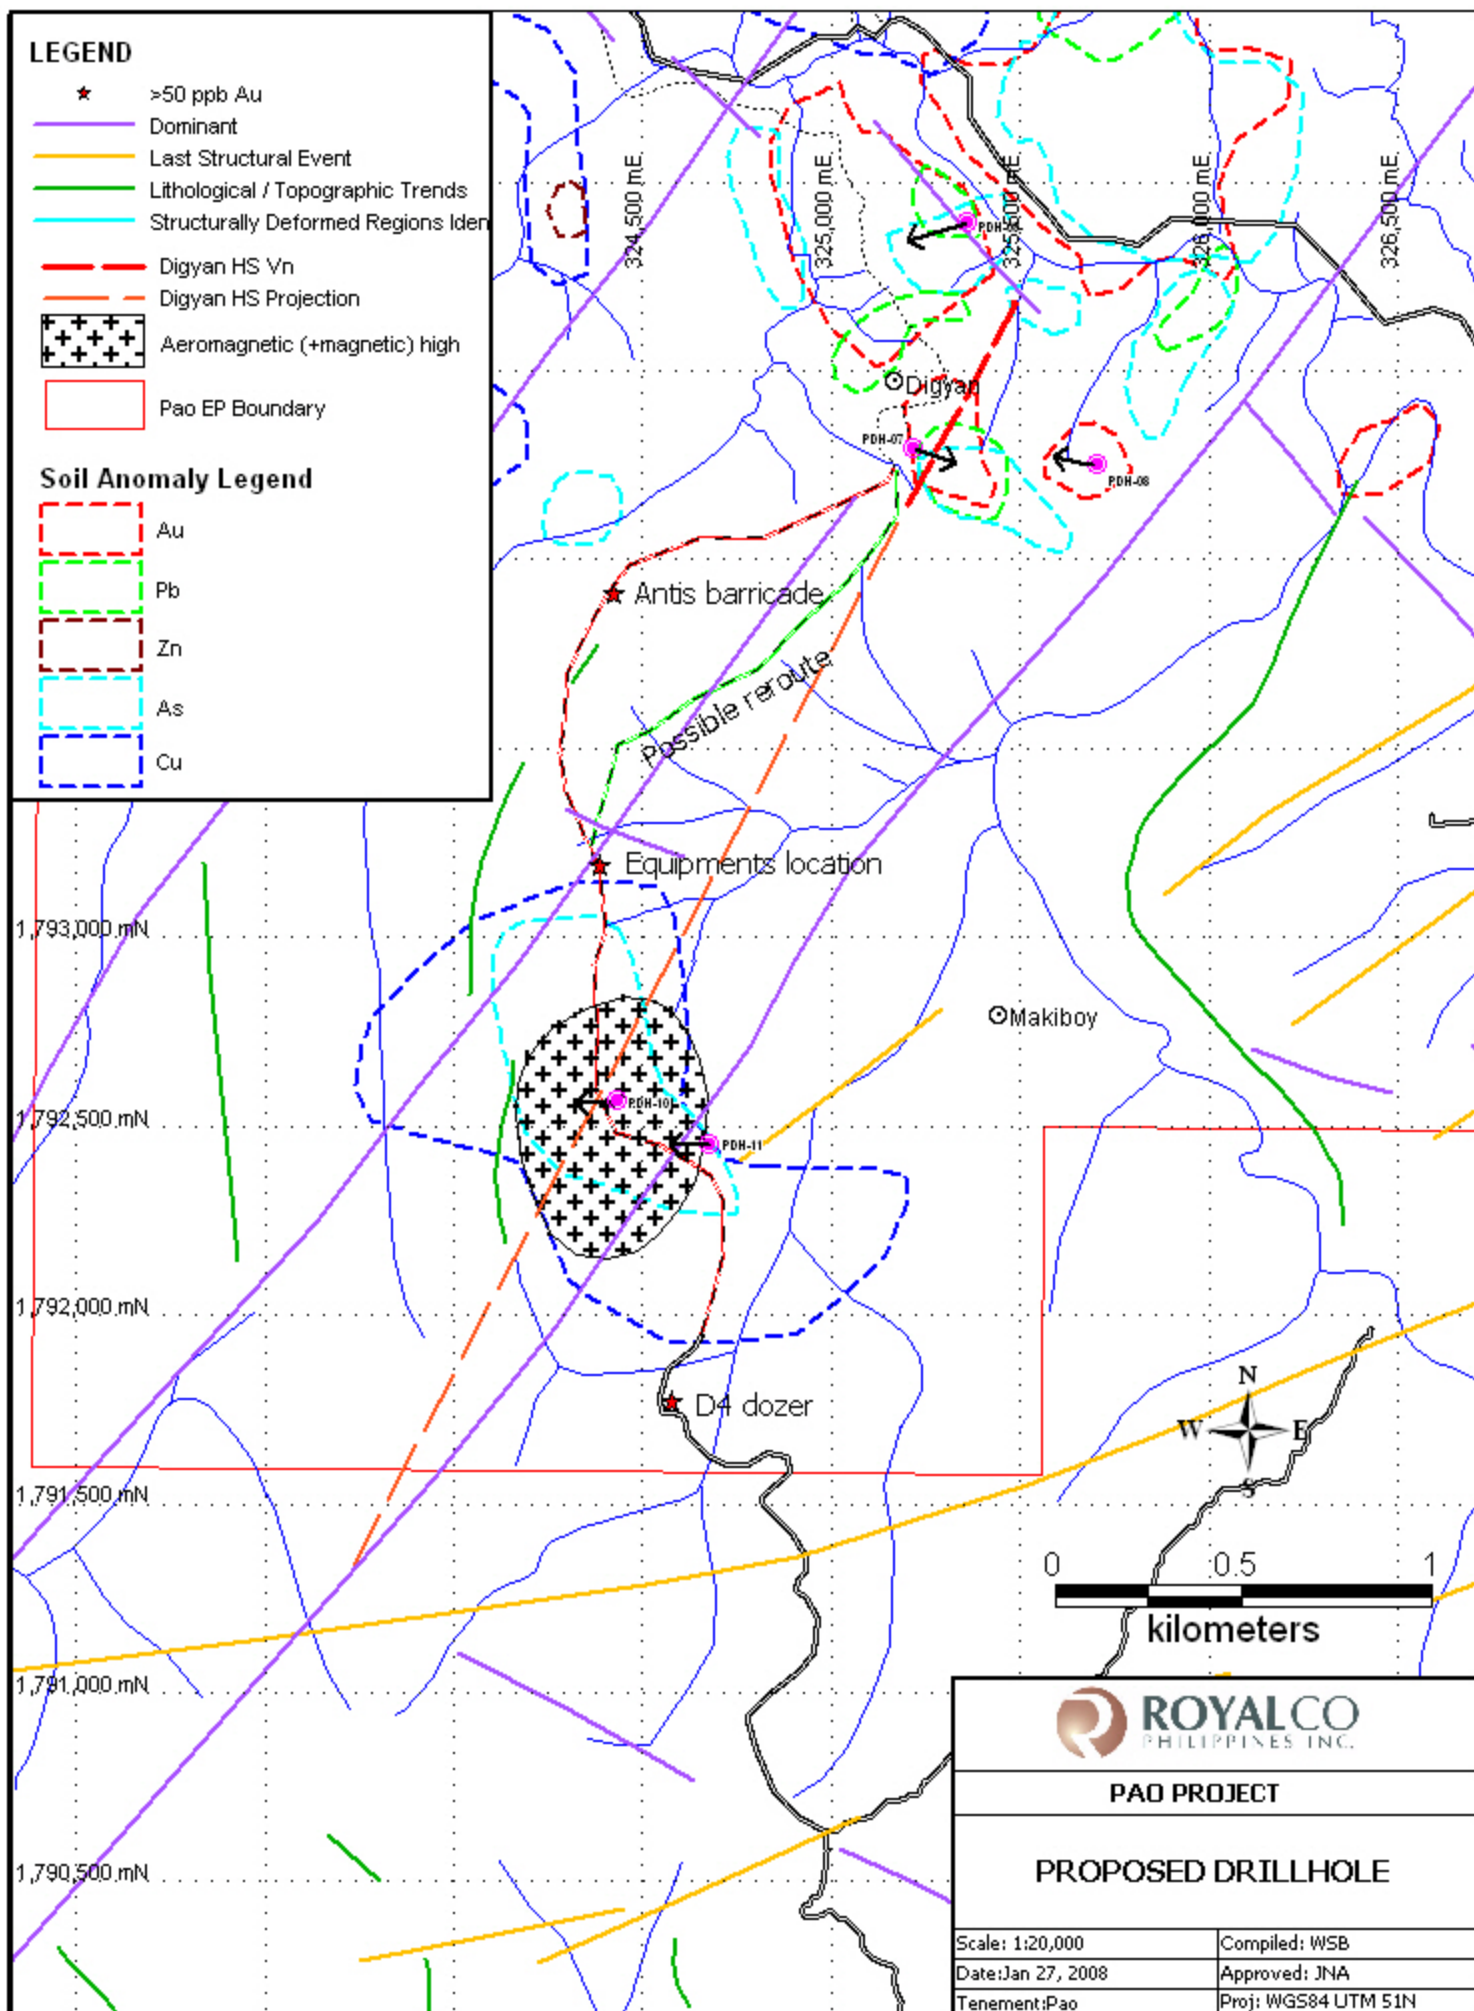 LEGEND
>50 ppb Au
Dominant
Last Structural Event
Lithological / Topographic Trends
Structurally Deformed Regions Iden
Digyan HS Vn
Digyan HS Projection
Aeromagnetic (+magnetic) high
Pao EP Boundary
Soil Anomaly Legend
Au
Pb
Zn
As
Cu
324,500 mE
325,000 mE
326,000 mE
326,500 mE
Digyan
PDH-07
PDH-08
Antis barricade
Possible reroute
Equipments location
1,793,000 mN
Makiboy
PDH-10
1,792,500 mN
PDH-11
1,792,000 mN
D4 dozer
N
W
E
S
1,791,500 mN
0 0.5 1
kilometers
1,791,000 mN
ROYALCO
PHILIPPINES INC.
PAO PROJECT
PROPOSED DRILLHOLE
1,790,500 mN
Scale: 1:20,000
Compiled: WSB
Date:Jan 27, 2008
Approved: JNA
Tenement:Pao
Proj: WGS84 UTM 51N